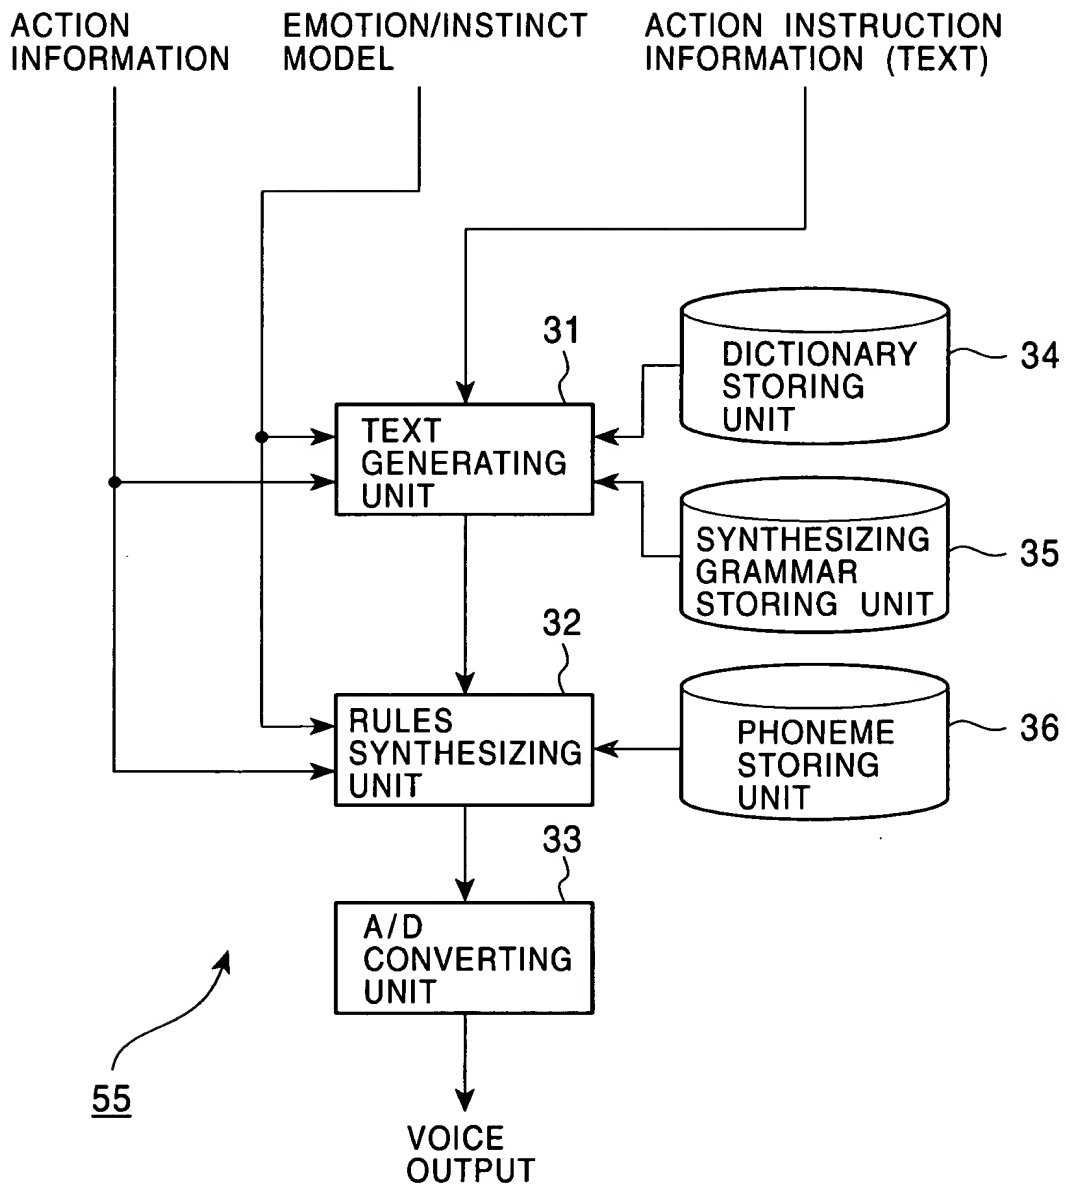 ACTION
INFORMATION
EMOTION/INSTINCT
MODEL
ACTION INSTRUCTION
INFORMATION (TEXT)
31
TEXT
GENERATING
UNIT
DICTIONARY
STORING
UNIT
34
SYNTHESIZING
GRAMMAR
STORING UNIT
35
32
RULES
SYNTHESIZING
UNIT
PHONEME
STORING
UNIT
36
33
A/D
CONVERTING
UNIT
55
VOICE
OUTPUT